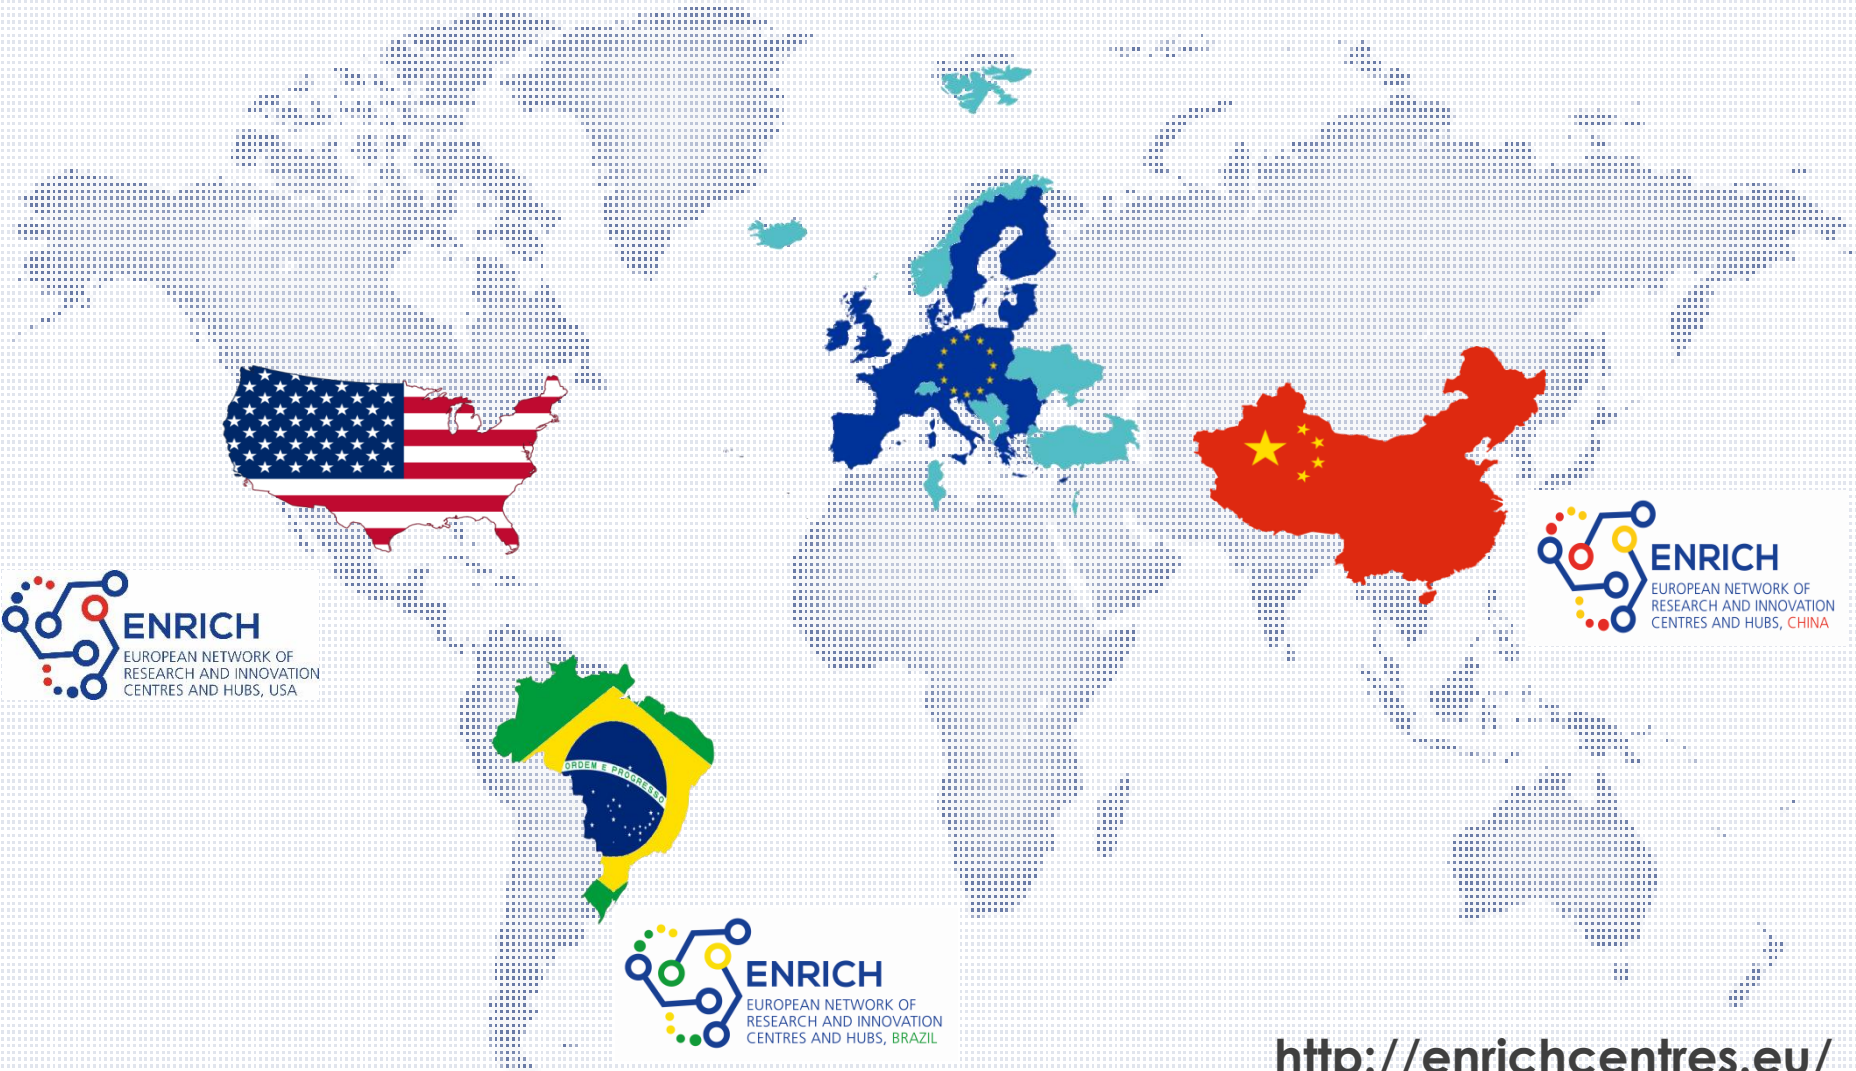 ENRICH
EUROPEAN NETWORK OF
RESEARCH AND INNOVATION
CENTRES AND HUBS, CHINA
ENRICH
EUROPEAN NETWORK OF
RESEARCH AND INNOVATION
CENTRES AND HUBS, USA
ORDEM E PROGRESSO
ENRICH
EUROPEAN NETWORK OF
RESEARCH AND INNOVATION
CENTRES AND HUBS, BRAZIL
http://enrichcentres.eu/